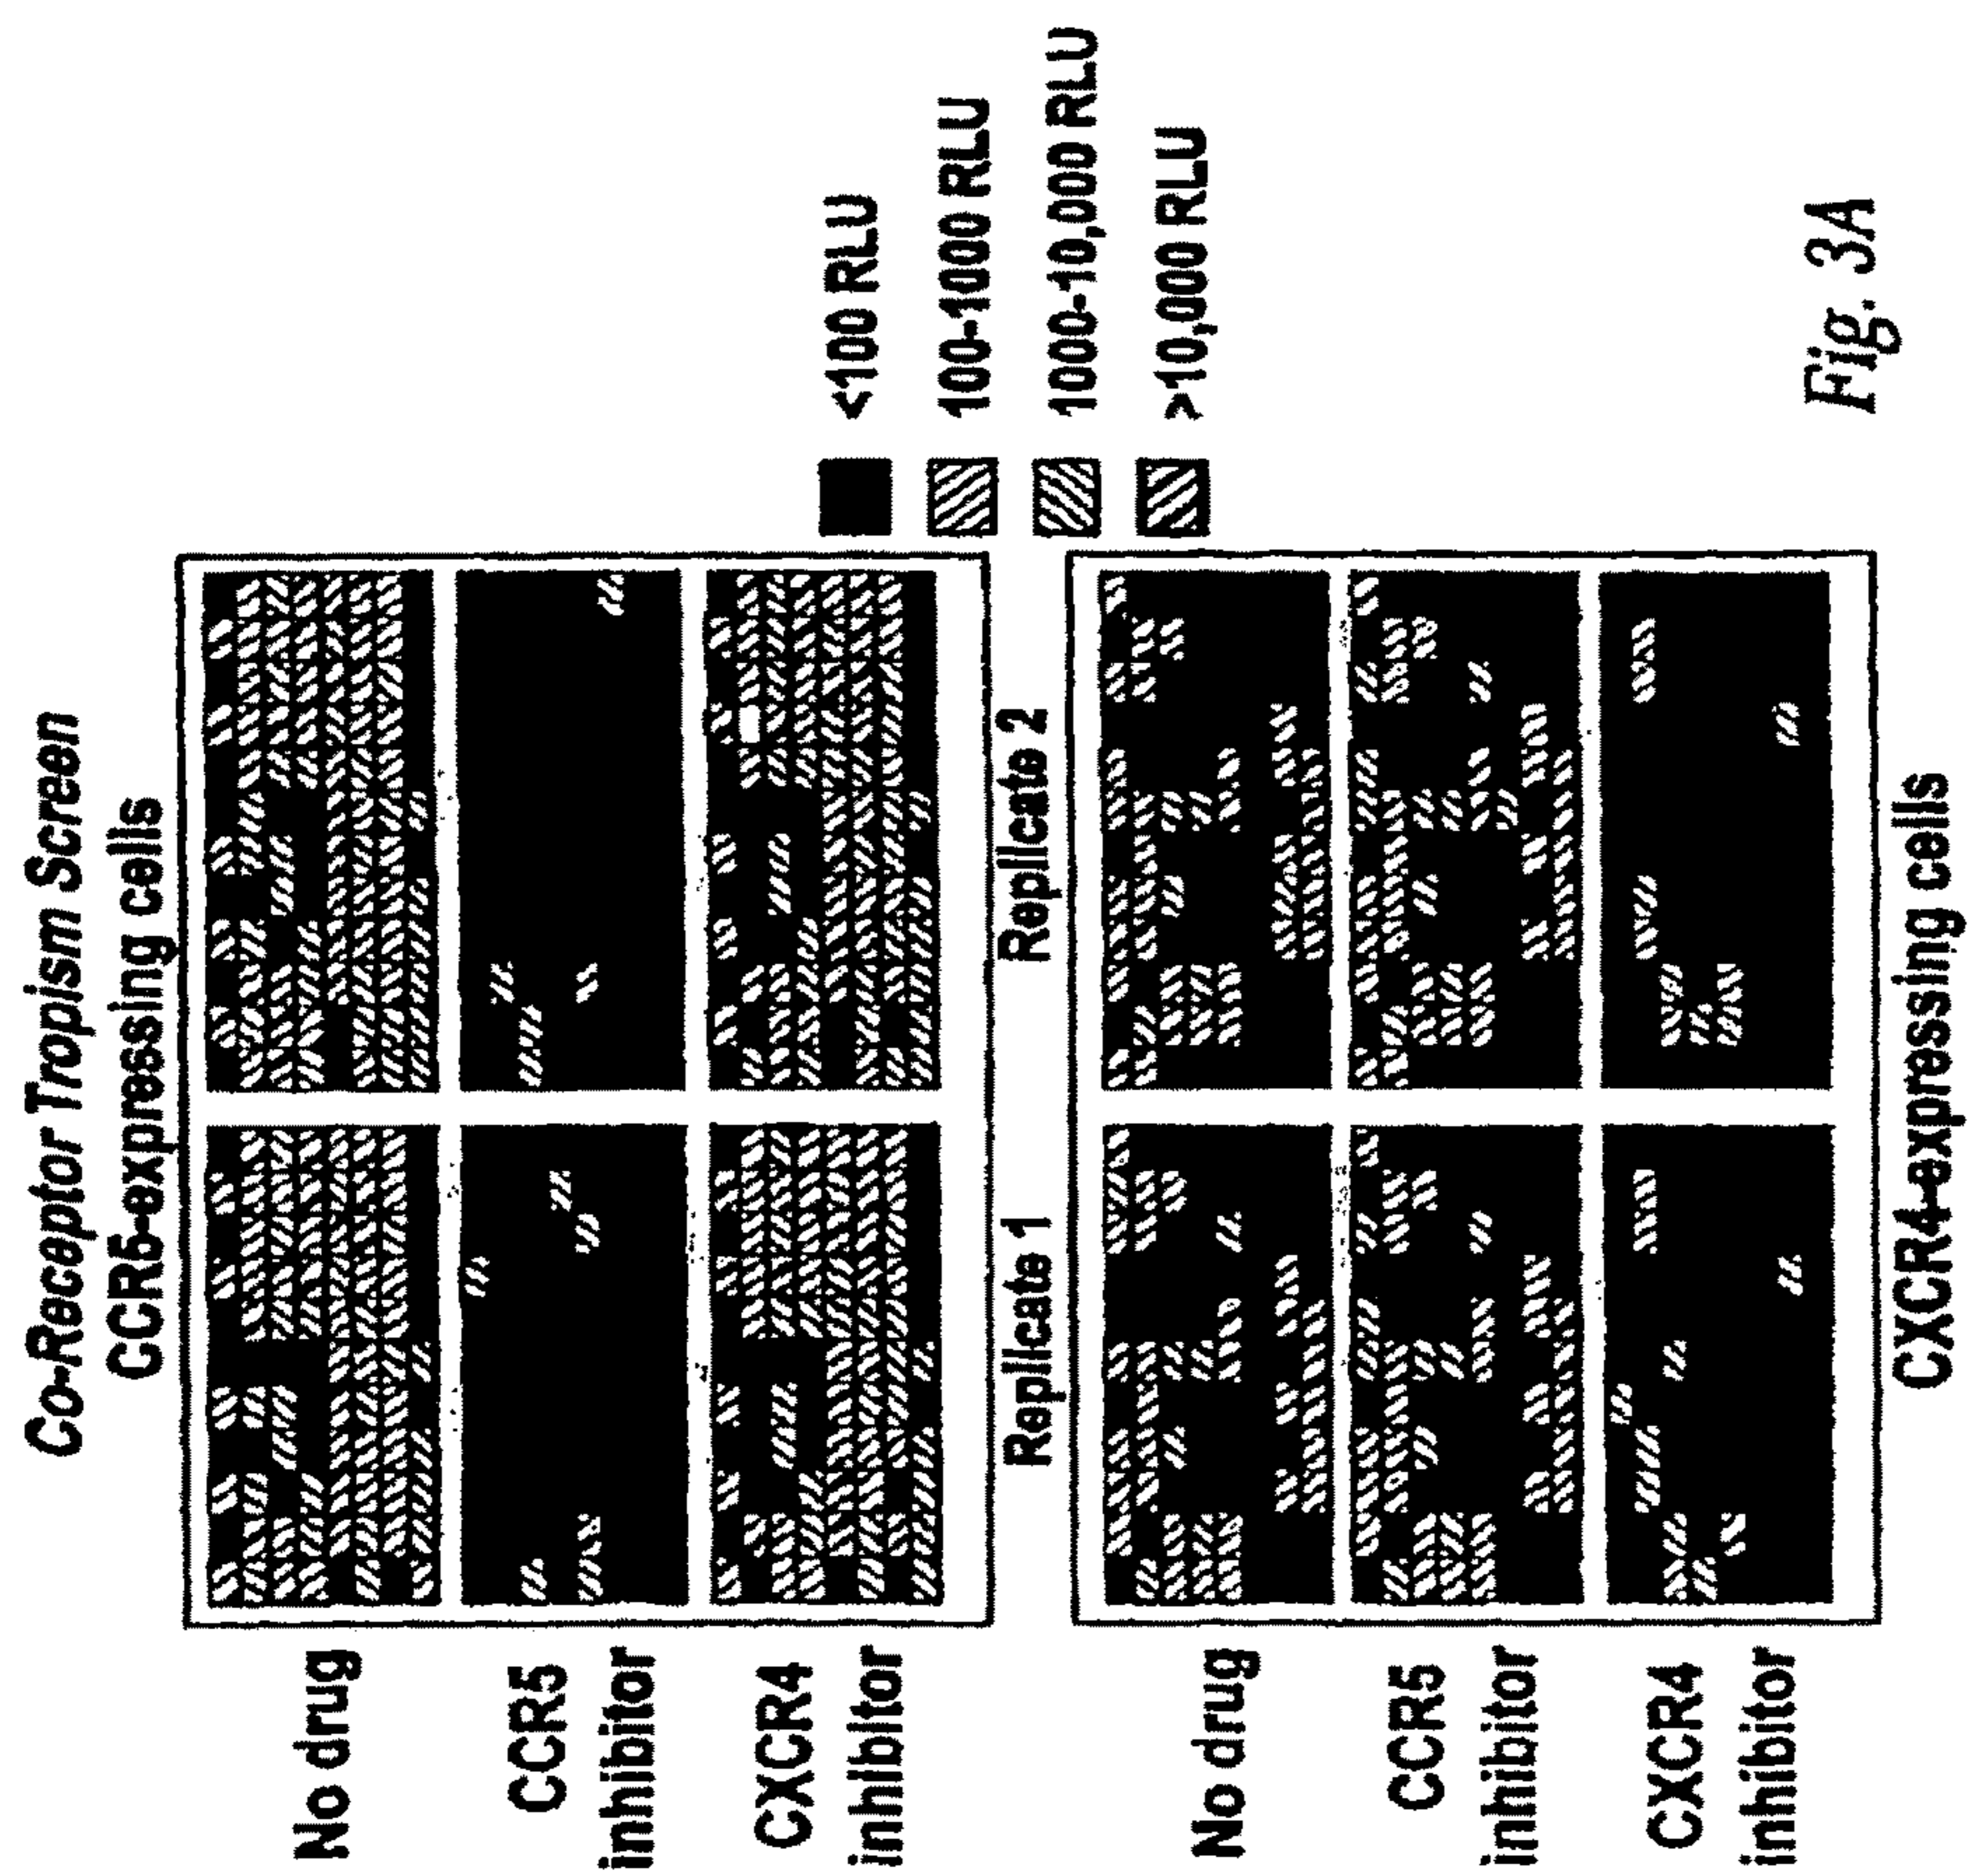 Co-Receptor Tropism Screen
CCR5-expressing cells
No drug
CCR5
inhibitor
CXCR4
inhibitor
Replicate 1
Replicate 2
No drug
CCR5
inhibitor
CXCR4
inhibitor
CXCR4-expressing cells
<100 RLU
100-1000 RLU
1000-10,000 RLU
>10,000 RLU
Fig. 3A